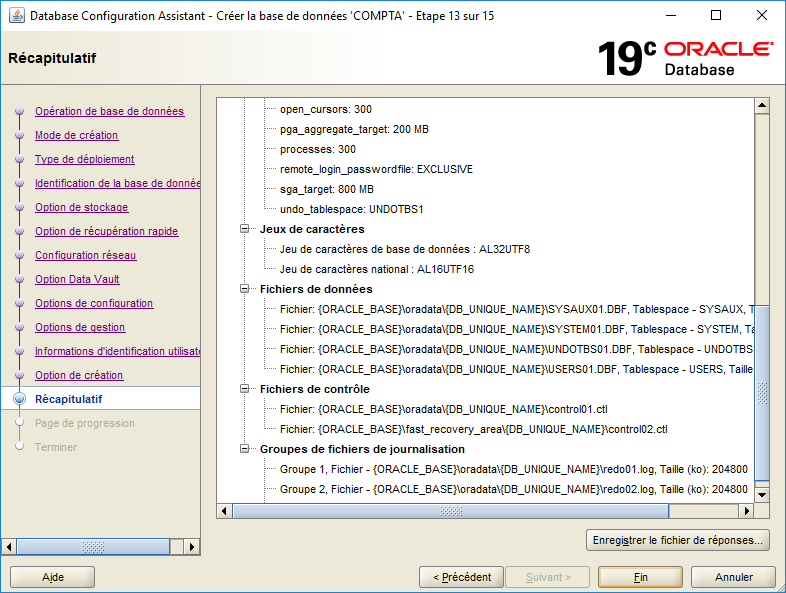 Database Configuration Assistant - Créer la base de données 'COMPTA' - Etape 13 sur 15
Récapitulatif
19c ORACLE
Database
Opération de base de données
Mode de création
Type de déploiement
Identification de la base de donnée
Option de stockage
Option de récupération rapide
Configuration réseau
Option Data Vault
Options de configuration
Options de gestion
Informations d'identification utilisate
Option de création
Récapitulatif
Page de progression
Terminer
open_cursors: 300
pga_aggregate_target: 200 MB
processes: 300
remote_login_passwordfile: EXCLUSIVE
sga_target: 800 MB
undo_tablespace: UNDOTBS1
Jeux de caractères
Jeu de caractères de base de données : AL32UTF8
Jeu de caractères national : AL16UTF16
Fichiers de données
Fichier: {ORACLE_BASE}\oradata\{DB_UNIQUE_NAME}\SYSAUX01.DBF, Tablespace - SYSAUX, T
Fichier: {ORACLE_BASE}\oradata\{DB_UNIQUE_NAME}\SYSTEM01.DBF, Tablespace - SYSTEM, Ta
Fichier: {ORACLE_BASE}\oradata\{DB_UNIQUE_NAME}\UNDOTBS01.DBF, Tablespace - UNDOTBS
Fichier: {ORACLE_BASE}\oradata\{DB_UNIQUE_NAME}\USERS01.DBF, Tablespace - USERS, Taille
Fichiers de contrôle
Fichier: {ORACLE_BASE}\oradata\{DB_UNIQUE_NAME}\control01.ctl
Fichier: {ORACLE_BASE}\fast_recovery_area\{DB_UNIQUE_NAME}\control02.ctl
Groupes de fichiers de journalisation
Groupe 1, Fichier - {ORACLE_BASE}\oradata\{DB_UNIQUE_NAME}\redo01.log, Taille (ko): 204800
Groupe 2, Fichier - {ORACLE_BASE}\oradata\{DB_UNIQUE_NAME}\redo02.log, Taille (ko): 204800
Enregistrer le fichier de réponses...
Aide
< Précédent
Suivant >
Fin
Annuler